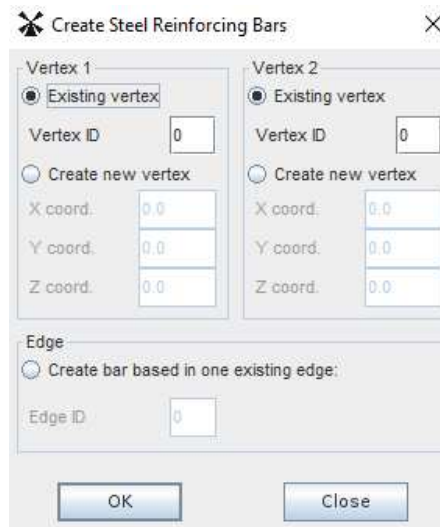 Create Steel Reinforcing Bars
Vertex 1
Existing vertex
Vertex ID 0
Create new vertex
X coord. 0.0
Y coord. 0.0
Z coord. 0.0
Vertex 2
Existing vertex
Vertex ID 0
Create new vertex
X coord. 0.0
Y coord. 0.0
Z coord. 0.0
Edge
Create bar based in one existing edge:
Edge ID 0
OK Close